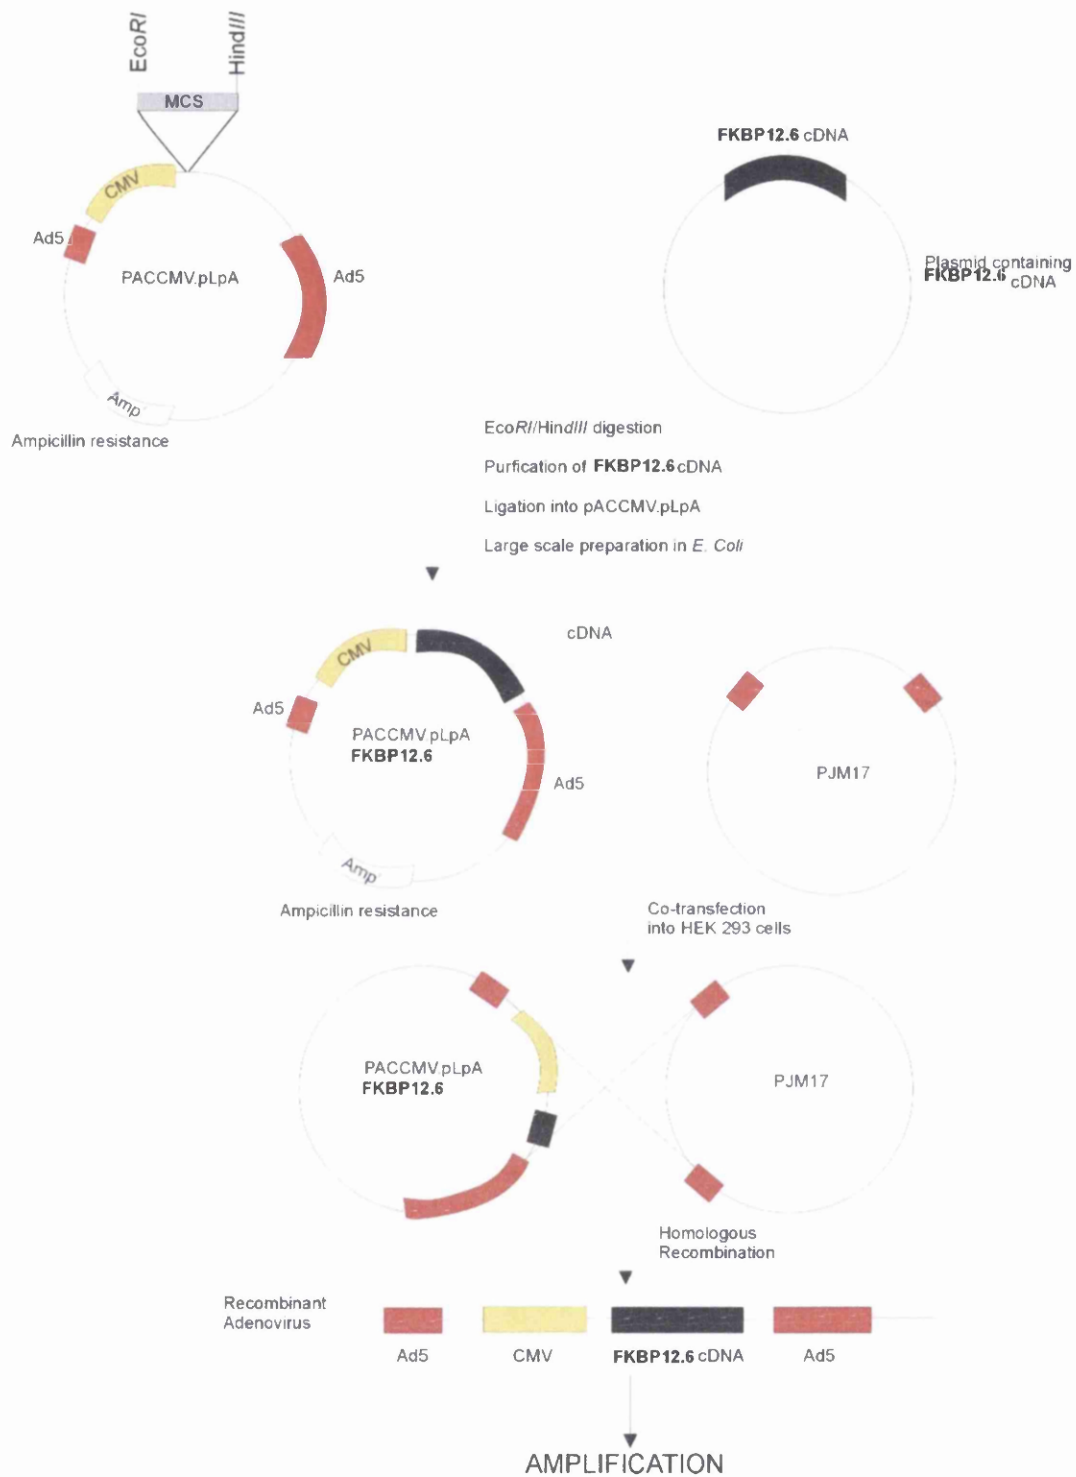 EcoRI
HindIII
MCS
CMV
Ad5
PACCMV.pLpA
Ad5
Ampr
Ampicillin resistance
FKBP12.6 cDNA
Plasmid containing
FKBP12.6 cDNA
EcoRI/HindIII digestion
Purfication of FKBP12.6 cDNA
Ligation into pACCMV.pLpA
Large scale preparation in E. Coli
cDNA
CMV
Ad5
PACCMV.pLpA
FKBP12.6
Ad5
Ampr
Ampicillin resistance
PJM17
Co-transfection
into HEK 293 cells
PACCMV.pLpA
FKBP12.6
PJM17
Homologous
Recombination
Recombinant
Adenovirus
Ad5
CMV
FKBP12.6 cDNA
Ad5
AMPLIFICATION